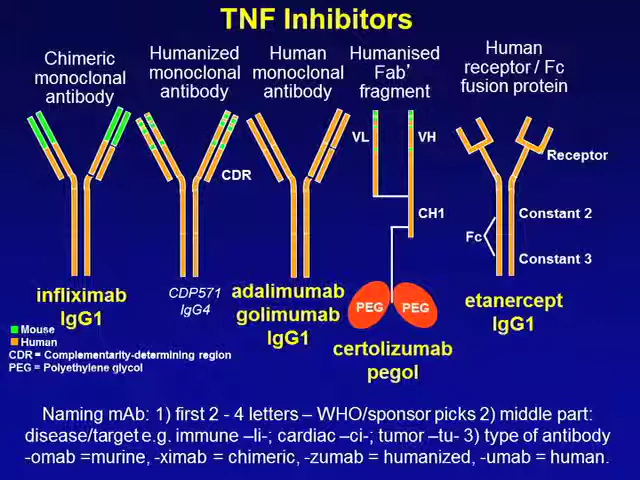 TNF Inhibitors
Chimeric
monoclonal
antibody
Humanized
monoclonal
antibody
Human
monoclonal
antibody
Humanised
Fab'
fragment
Human
receptor / Fc
fusion protein
VL
VH
CDR
Receptor
CH1
Constant 2
Fc
Constant 3
PEG
PEG
infliximab
IgG1
CDP571
IgG4
adalimumab
golimumab
IgG1
certolizumab
pegol
etanercept
IgG1
Mouse
Human
CDR = Complementarity-determining region
PEG = Polyethylene glycol
Naming mAb: 1) first 2 - 4 letters – WHO/sponsor picks 2) middle part:
disease/target e.g. immune –li-; cardiac –ci-; tumor –tu- 3) type of antibody
-omab =murine, -ximab = chimeric, -zumab = humanized, -umab = human.